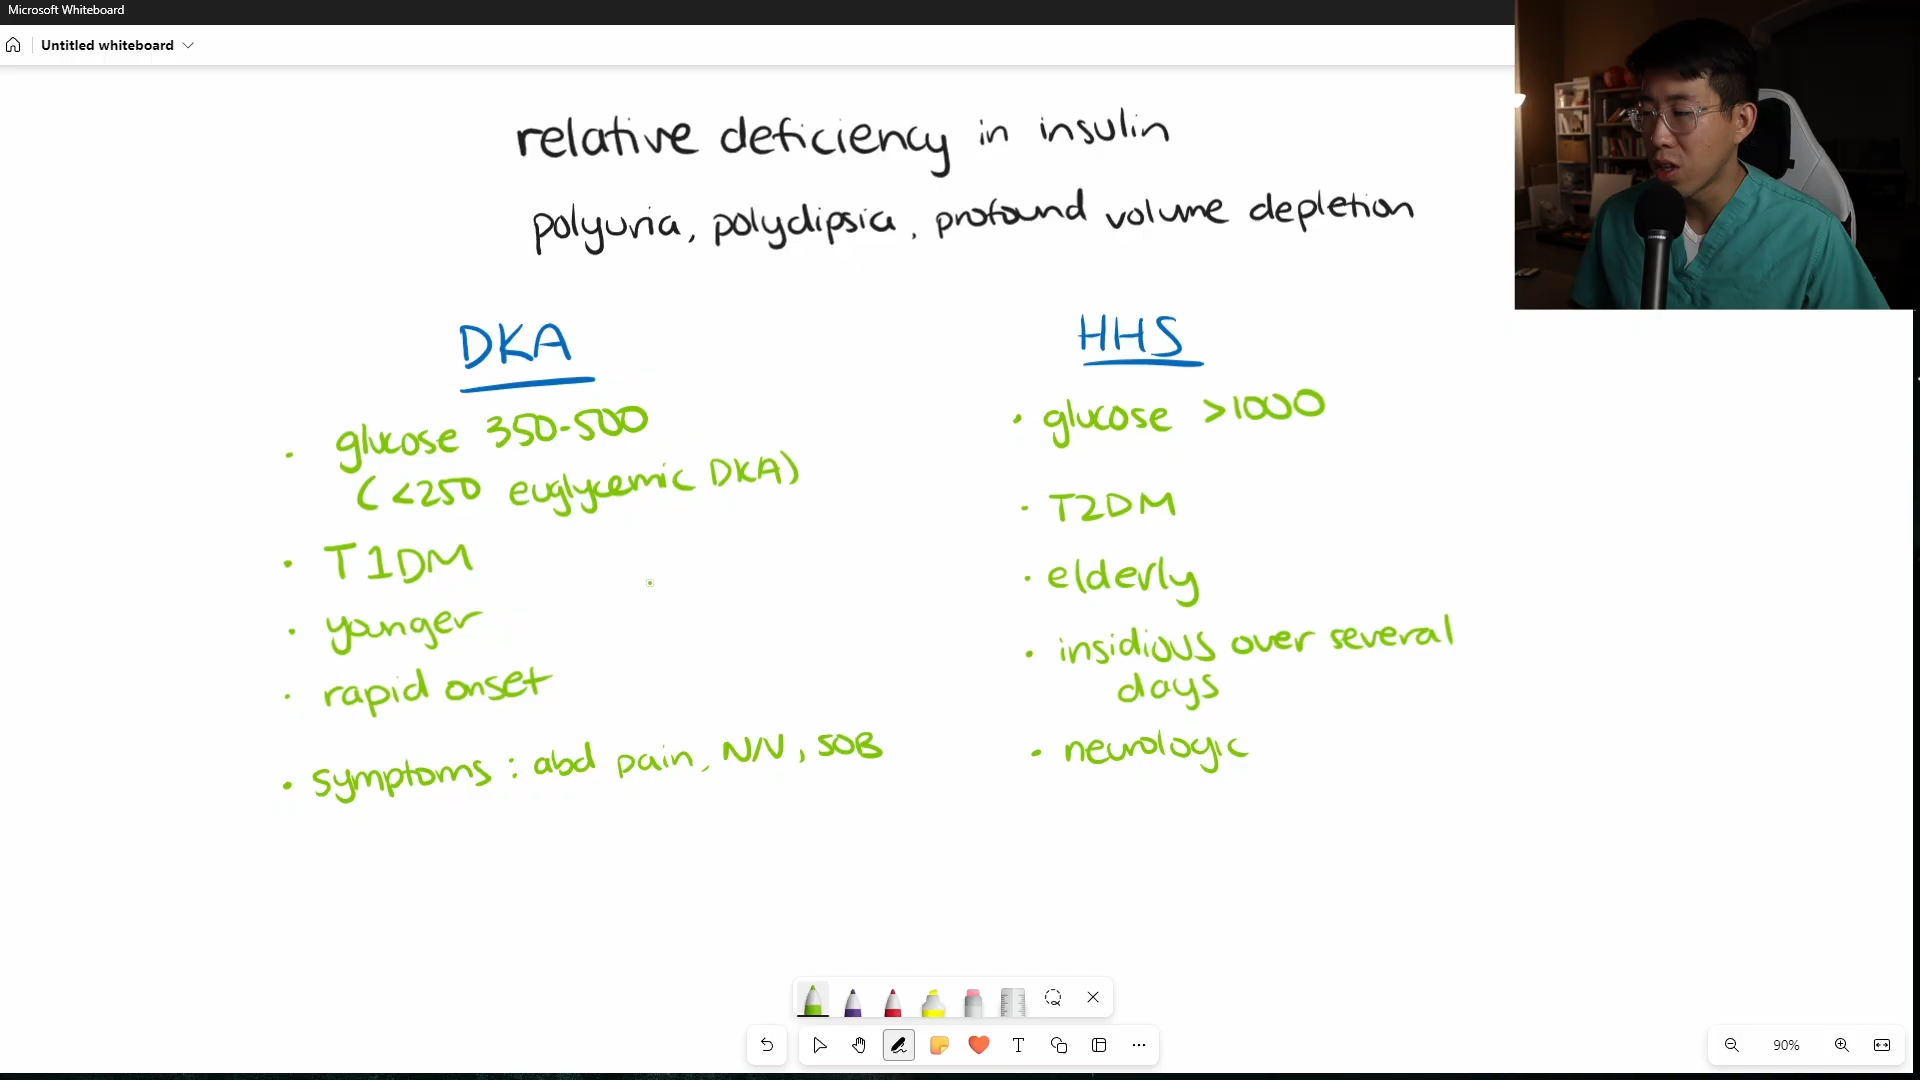 Microsoft Whiteboard
Untitled whiteboard
relative deficiency in insulin
polyuria, polydipsia, profound volume depletion
DKA
• glucose 350-500
(<250 euglycemic DKA)
• T1DM
• younger
• rapid onset
• symptoms : abd pain, N/V, SOB
HHS
• glucose >1000
• T2DM
• elderly
• insidious over several
days
• neurologic
90%